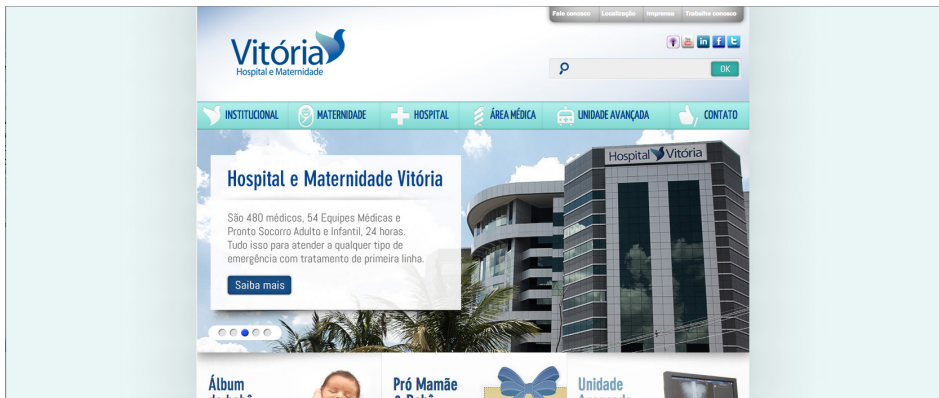 Fale conosco Localização Imprensa Trabalhe conosco
Vitória
Hospital e Maternidade
in f t
OK
INSTITUCIONAL MATERNIDADE HOSPITAL ÁREA MÉDICA UNIDADE AVANÇADA CONTATO
Hospital Vitória
Hospital e Maternidade Vitória
São 480 médicos, 54 Equipes Médicas e
Pronto Socorro Adulto e Infantil, 24 horas.
Tudo isso para atender a qualquer tipo de
emergência com tratamento de primeira linha.
Saiba mais
Álbum Pró Mamãe Unidade